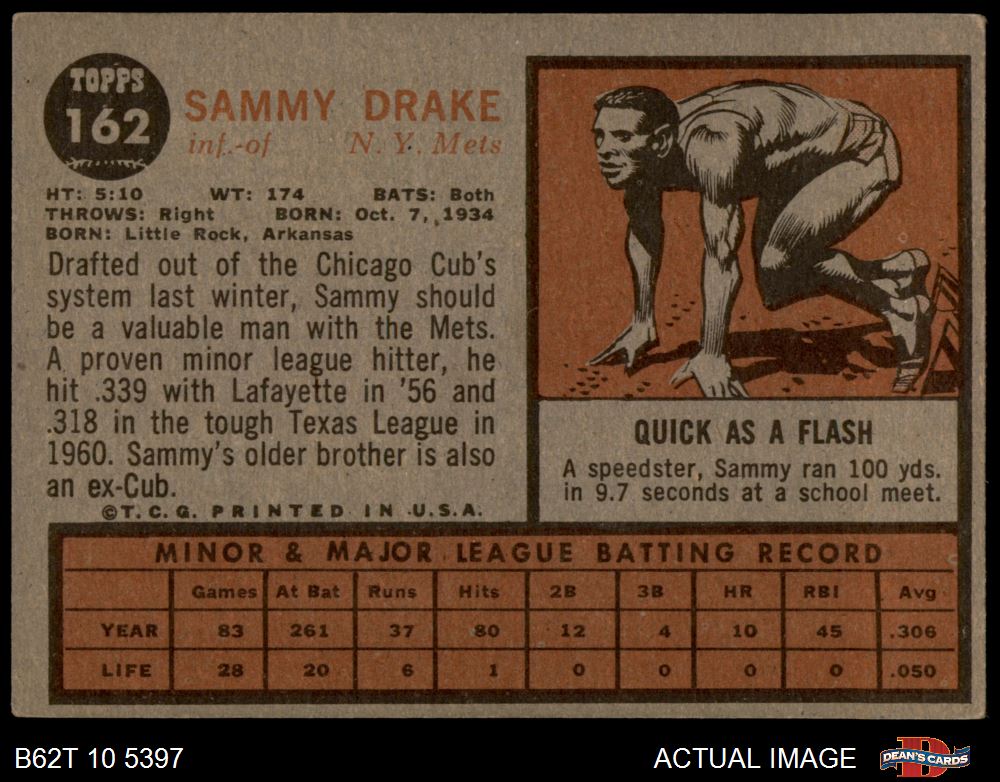 TOPPS
162
SAMMY DRAKE
inf.-of N. Y. Mets
HT: 5:10 WT: 174 BATS: Both
THROWS: Right BORN: Oct. 7, 1934
BORN: Little Rock, Arkansas
Drafted out of the Chicago Cub's
system last winter, Sammy should
be a valuable man with the Mets.
A proven minor league hitter, he
hit .339 with Lafayette in '56 and
.318 in the tough Texas League in
1960. Sammy's older brother is also
an ex-Cub.
©T.C.G. PRINTED IN U.S.A.
QUICK AS A FLASH
A speedster, Sammy ran 100 yds.
in 9.7 seconds at a school meet.
MINOR & MAJOR LEAGUE BATTING RECORD
Games At Bat Runs Hits 2B 3B HR RBI Avg
YEAR 83 261 37 80 12 4 10 45 .306
LIFE 28 20 6 1 0 0 0 0 .050
B62T 10 5397 ACTUAL IMAGE DEAN'S CARDS